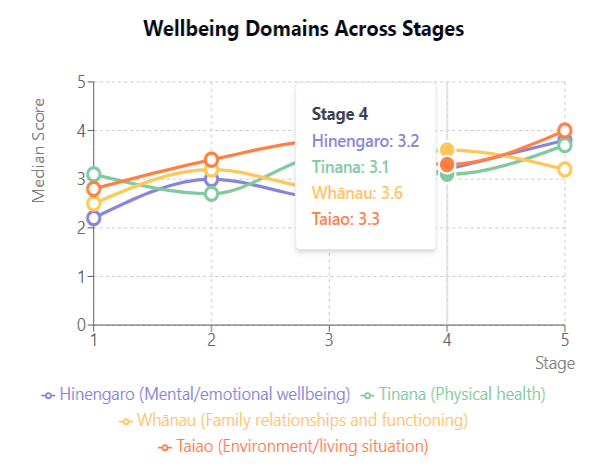 Wellbeing Domains Across Stages
5
4
3
2
1
0
Median Score
Stage 4
Hinengaro: 3.2
Tinana: 3.1
Whānau: 3.6
Taiao: 3.3
1 2 3 4 5
Stage
Hinengaro (Mental/emotional wellbeing) Tinana (Physical health)
Whānau (Family relationships and functioning)
Taiao (Environment/living situation)